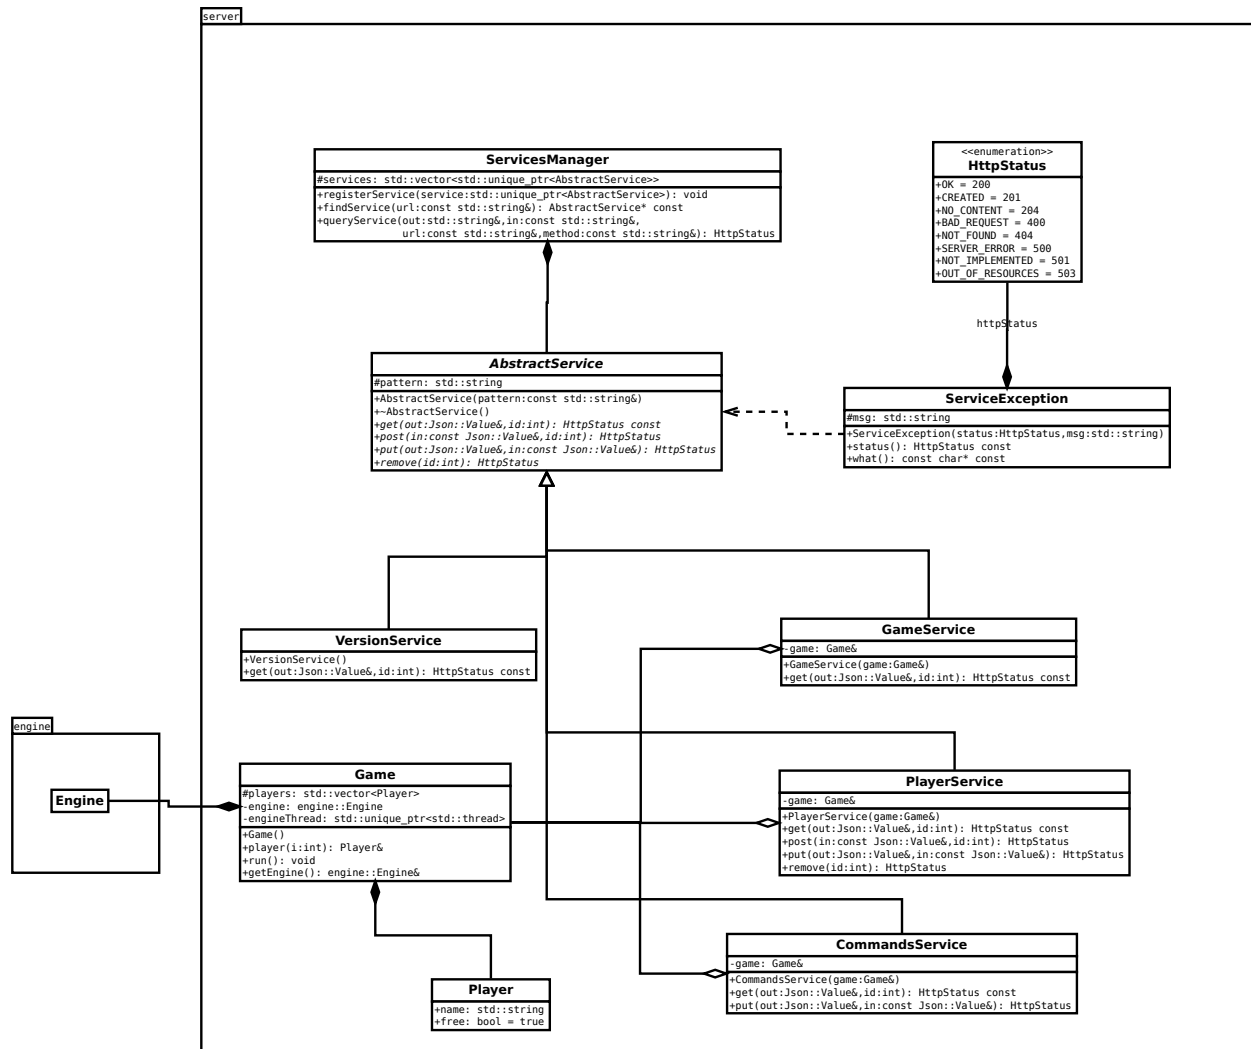 server
ServicesManager
#services: std::vector<std::unique_ptr<AbstractService>>
+registerService(service:std::unique_ptr<AbstractService>): void
+findService(url:const std::string&): AbstractService* const
+queryService(out:std::string&,in:const std::string&,
url:const std::string&,method:const std::string&): HttpStatus
<<enumeration>>
HttpStatus
+OK = 200
+CREATED = 201
+NO_CONTENT = 204
+BAD_REQUEST = 400
+NOT_FOUND = 404
+SERVER_ERROR = 500
+NOT_IMPLEMENTED = 501
+OUT_OF_RESOURCES = 503
httpStatus
AbstractService
#pattern: std::string
+AbstractService(pattern:const std::string&)
+~AbstractService()
+get(out:Json::Value&,id:int): HttpStatus const
+post(in:const Json::Value&,id:int): HttpStatus
+put(out:Json::Value&,in:const Json::Value&): HttpStatus
+remove(id:int): HttpStatus
ServiceException
#msg: std::string
+ServiceException(status:HttpStatus,msg:std::string)
+status(): HttpStatus const
+what(): const char* const
VersionService
+VersionService()
+get(out:Json::Value&,id:int): HttpStatus const
GameService
-game: Game&
+GameService(game:Game&)
+get(out:Json::Value&,id:int): HttpStatus const
engine
Engine
Game
#players: std::vector<Player>
-engine: engine::Engine
-engineThread: std::unique_ptr<std::thread>
+Game()
+player(i:int): Player&
+run(): void
+getEngine(): engine::Engine&
PlayerService
-game: Game&
+PlayerService(game:Game&)
+get(out:Json::Value&,id:int): HttpStatus const
+post(in:const Json::Value&,id:int): HttpStatus
+put(out:Json::Value&,in:const Json::Value&): HttpStatus
+remove(id:int): HttpStatus
Player
+name: std::string
+free: bool = true
CommandsService
-game: Game&
+CommandsService(game:Game&)
+get(out:Json::Value&,id:int): HttpStatus const
+put(out:Json::Value&,in:const Json::Value&): HttpStatus